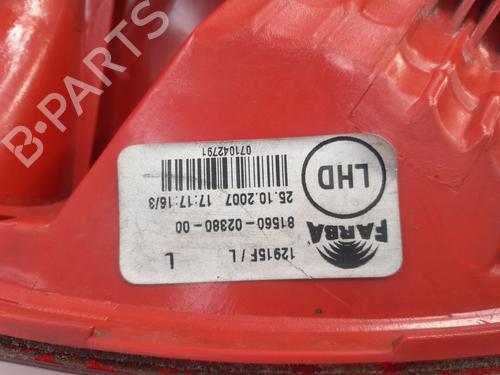 FARBA
LHD
12915F / L
L
81560-02380-00
25.10.2007 17:17:16/3
071042791
B-PARTS